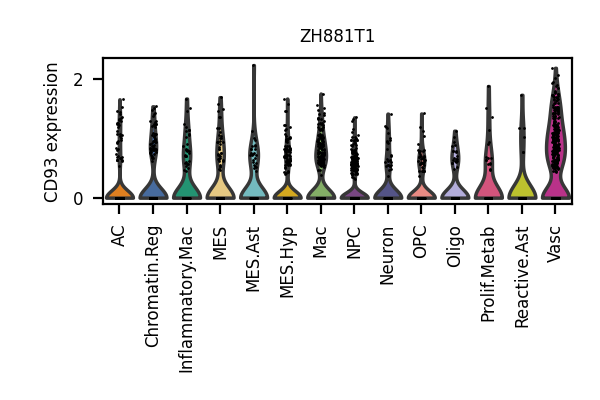 ZH881T1
CD93 expression
2
0
AC
Chromatin.Reg
Inflammatory.Mac
MES
MES.Ast
MES.Hyp
Mac
NPC
Neuron
OPC
Oligo
Prolif.Metab
Reactive.Ast
Vasc